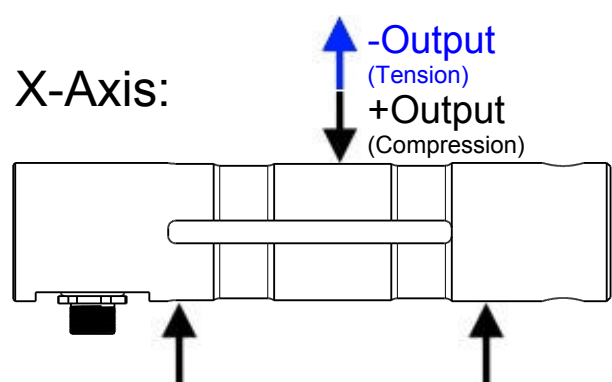 -Output
(Tension)
X-Axis:
+Output
(Compression)